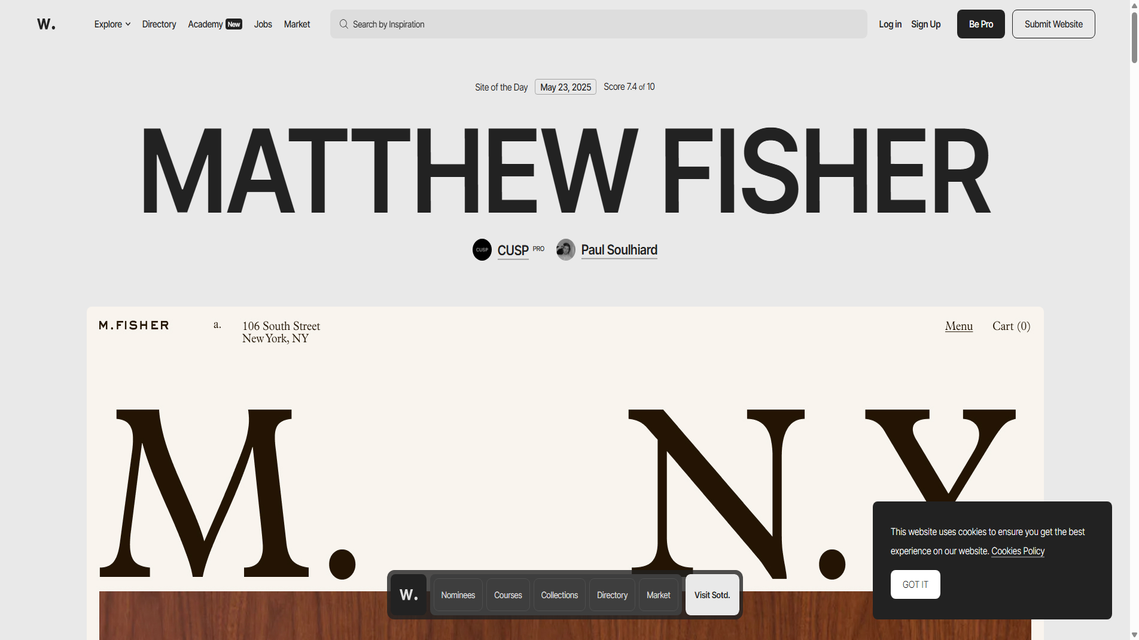 W.
Explore
Directory
Academy New
Jobs
Market
Search by Inspiration
Log in
Sign Up
Be Pro
Submit Website
Site of the Day May 23, 2025 Score 7.4 of 10
MATTHEW FISHER
CUSP CUSP PRO Paul Soulhiard
M.FISHER
a.
106 South Street
New York, NY
Menu
Cart (0)
M. N.Y
This website uses cookies to ensure you get the best
experience on our website. Cookies Policy
GOT IT
W.
Nominees
Courses
Collections
Directory
Market
Visit Sotd.